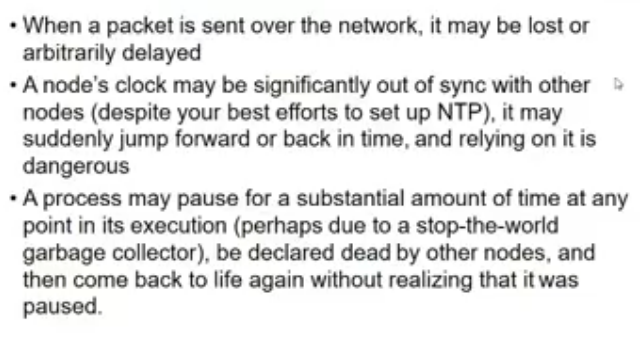 • When a packet is sent over the network, it may be lost or
arbitrarily delayed
• A node's clock may be significantly out of sync with other
nodes (despite your best efforts to set up NTP), it may
suddenly jump forward or back in time, and relying on it is
dangerous
• A process may pause for a substantial amount of time at any
point in its execution (perhaps due to a stop-the-world
garbage collector), be declared dead by other nodes, and
then come back to life again without realizing that it was
paused.